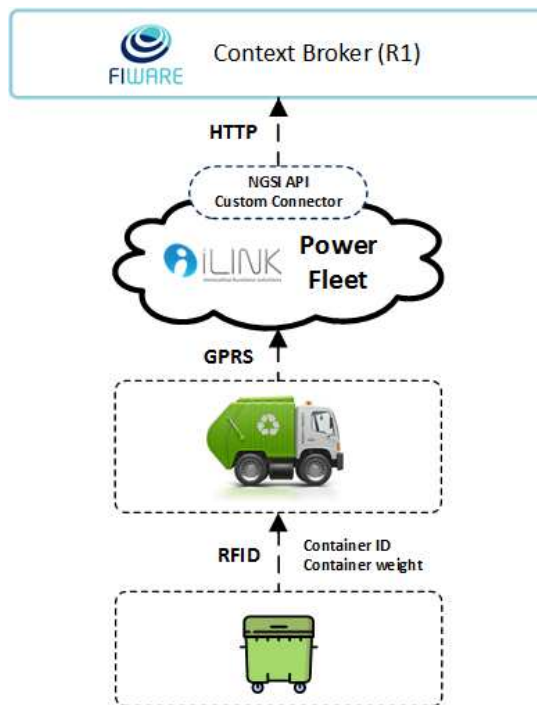 FIWARE
Context Broker (R1)
HTTP
NGSI API
Custom Connector
iLINK
Power
Fleet
GPRS
RFID
Container ID
Container weight